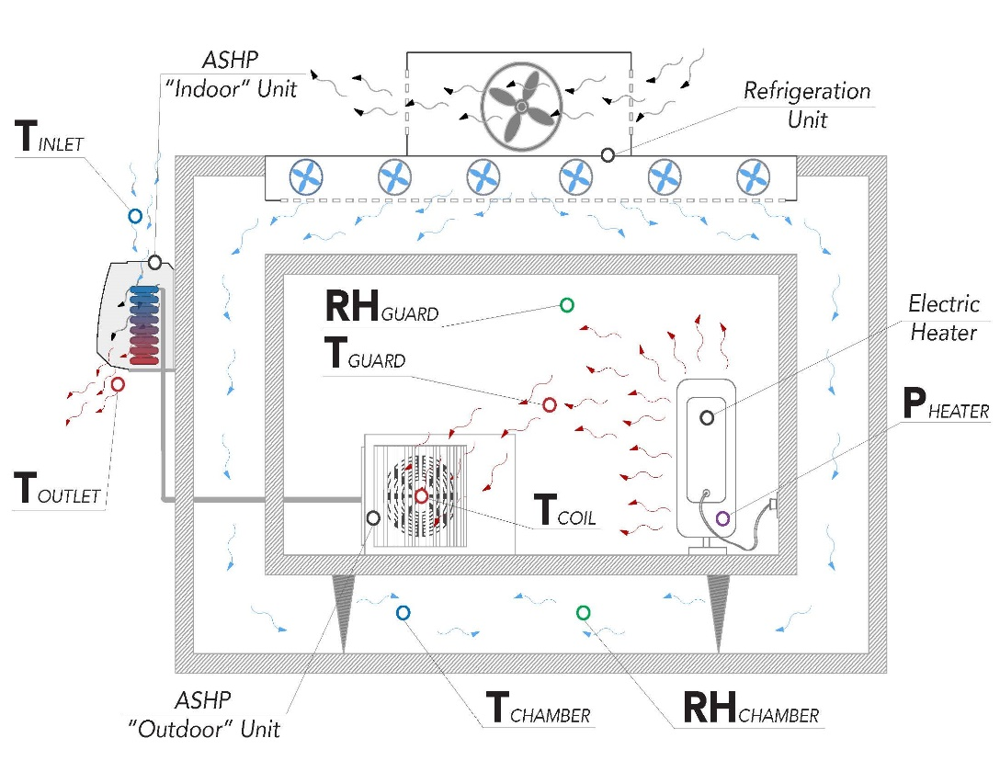 ASHP
“Indoor” Unit
Refrigeration
Unit
TINLET
RHGUARD
TGUARD
Electric
Heater
PHEATER
TOUTLET
TCOIL
ASHP
“Outdoor” Unit
TCHAMBER
RHCHAMBER